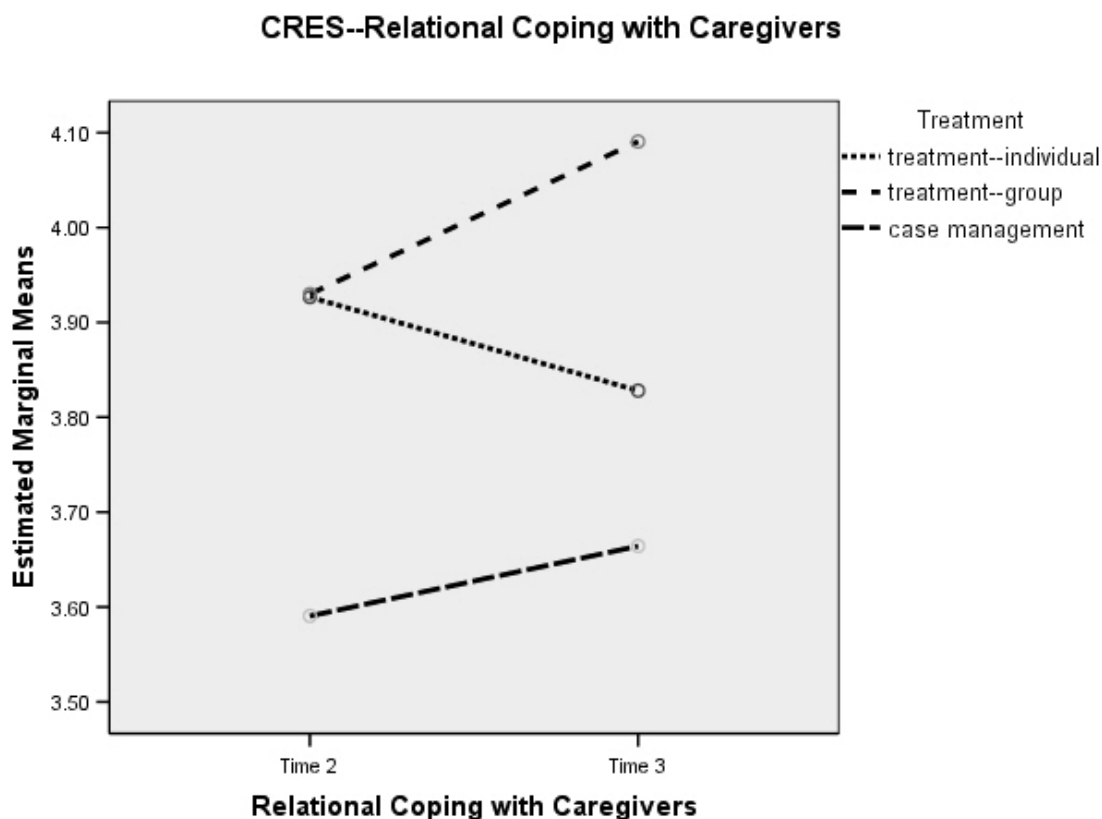 CRES--Relational Coping with Caregivers
Treatment
treatment--individual
treatment--group
case management
Estimated Marginal Means
4.10
4.00
3.90
3.80
3.70
3.60
3.50
Time 2
Time 3
Relational Coping with Caregivers